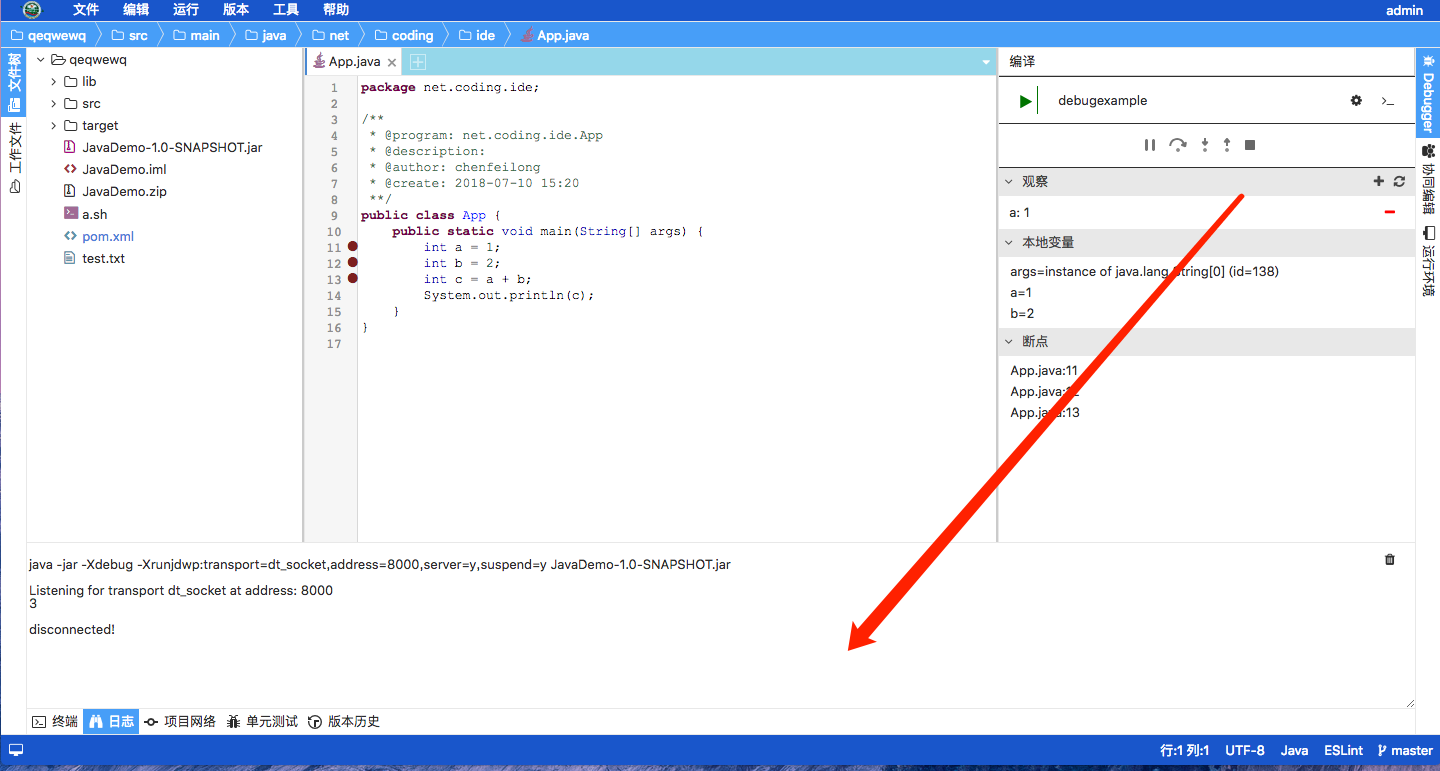 文件 编辑 运行 版本 工具 帮助 admin
qeqwewq src main java net coding ide App.java
文件树
工作文件
qeqwewq
lib
src
target
JavaDemo-1.0-SNAPSHOT.jar
JavaDemo.iml
JavaDemo.zip
a.sh
pom.xml
test.txt
App.java
1 package net.coding.ide;
2
3 /**
4 * @program: net.coding.ide.App
5 * @description:
6 * @author: chenfeilong
7 * @create: 2018-07-10 15:20
8 **/
9 public class App {
10 public static void main(String[] args) {
11 int a = 1;
12 int b = 2;
13 int c = a + b;
14 System.out.println(c);
15 }
16 }
17
编译
debugexample
观察
a: 1
本地变量
args=instance of java.lang.String[0] (id=138)
a=1
b=2
断点
App.java:11
App.java:12
App.java:13
Debugger
协同编辑
运行环境
java -jar -Xdebug -Xrunjdwp:transport=dt_socket,address=8000,server=y,suspend=y JavaDemo-1.0-SNAPSHOT.jar
Listening for transport dt_socket at address: 8000
3
disconnected!
终端 日志 项目网络 单元测试 版本历史
行:1 列:1 UTF-8 Java ESLint master